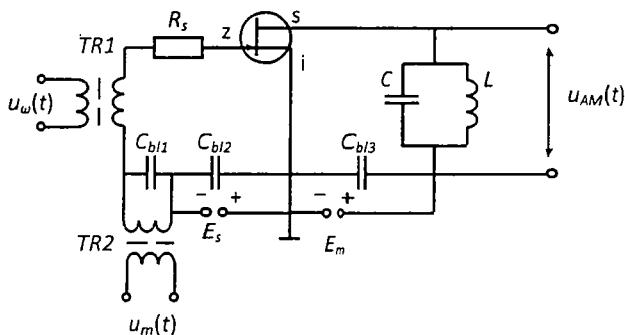 R_s
s
TR1
z
i
C
L
u_ω(t)
u_AM(t)
C_bl1
C_bl2
C_bl3
− +
− +
E_s
E_m
TR2
u_m(t)